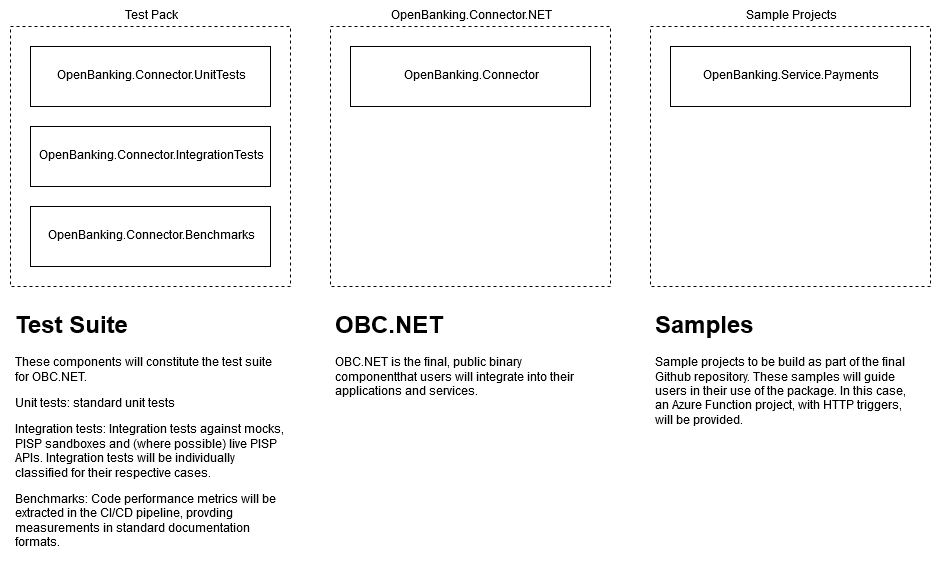 Test Pack
OpenBanking.Connector.UnitTests
OpenBanking.Connector.IntegrationTests
OpenBanking.Connector.Benchmarks
Test Suite
These components will constitute the test suite
for OBC.NET.
Unit tests: standard unit tests
Integration tests: Integration tests against mocks,
PISP sandboxes and (where possible) live PISP
APIs. Integration tests will be individually
classified for their respective cases.
Benchmarks: Code performance metrics will be
extracted in the CI/CD pipeline, provding
measurements in standard documentation
formats.
OpenBanking.Connector.NET
OpenBanking.Connector
OBC.NET
OBC.NET is the final, public binary
componentthat users will integrate into their
applications and services.
Sample Projects
OpenBanking.Service.Payments
Samples
Sample projects to be build as part of the final
Github repository. These samples will guide
users in their use of the package. In this case,
an Azure Function project, with HTTP triggers,
will be provided.